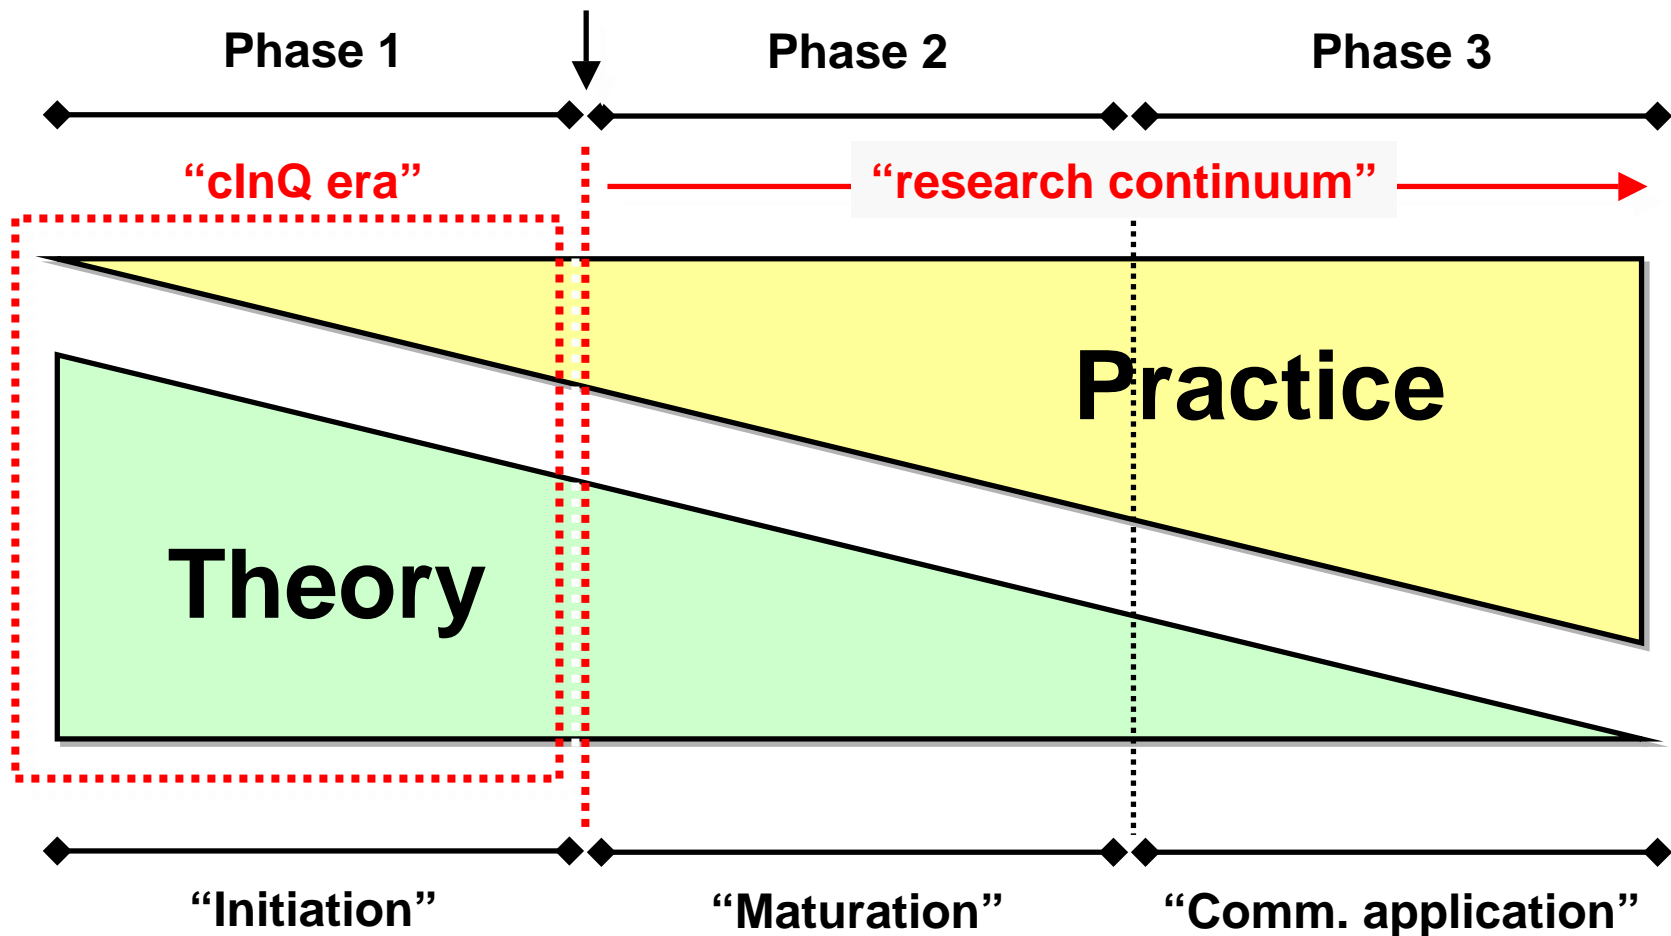 Phase 1
Phase 2
Phase 3
“cInQ era”
“research continuum”
Practice
Theory
“Initiation”
“Maturation”
“Comm. application”